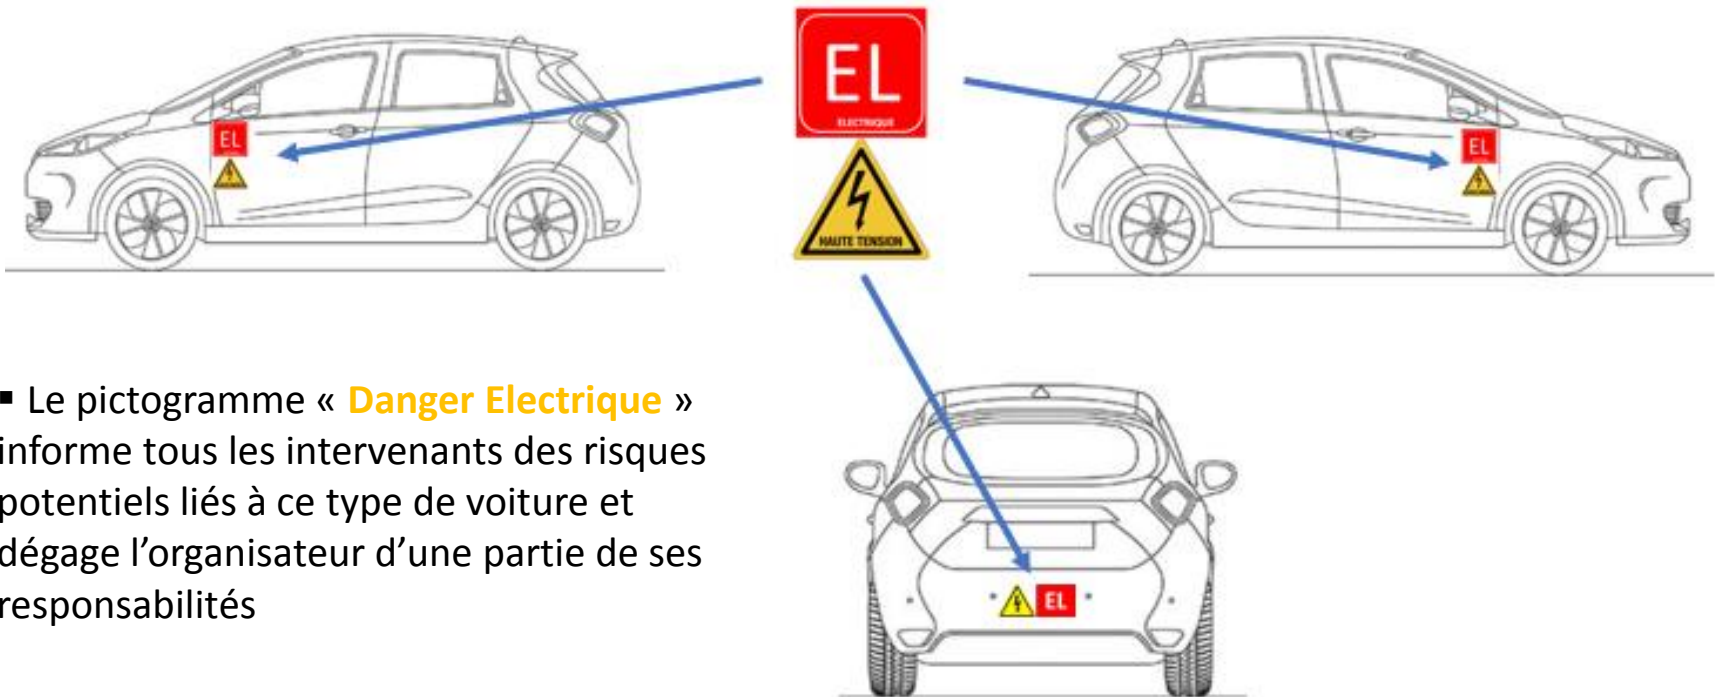 EL
ELECTRIQUE
HAUTE TENSION
EL
EL
▪ Le pictogramme « Danger Electrique »
informe tous les intervenants des risques
potentiels liés à ce type de voiture et
dégage l’organisateur d’une partie de ses
responsabilités
EL